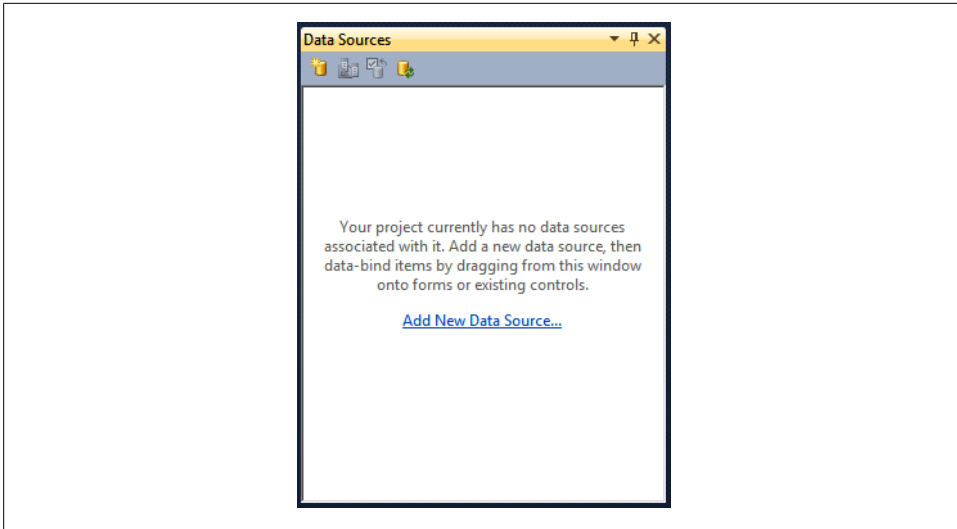 Data Sources
Your project currently has no data sources
associated with it. Add a new data source, then
data-bind items by dragging from this window
onto forms or existing controls.
Add New Data Source...